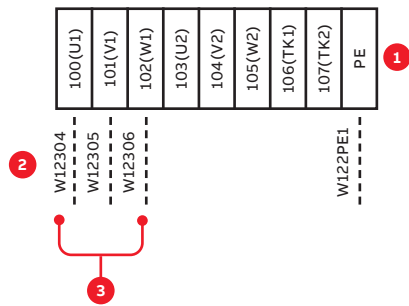 100(U1)
101(V1)
102(W1)
103(U2)
104(V2)
105(W2)
106(TK1)
107(TK2)
PE
1
2
W12304
W12305
W12306
W122PE1
3